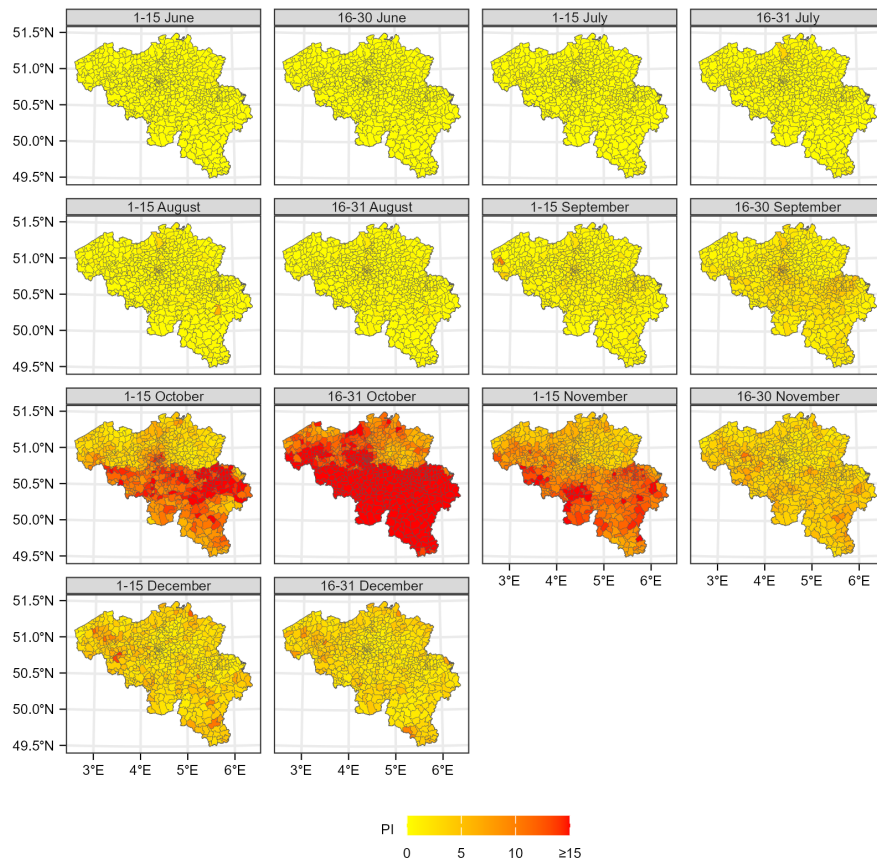 1-15 June 16-30 June 1-15 July 16-31 July
51.5°N
51.0°N
50.5°N
50.0°N
49.5°N
1-15 August 16-31 August 1-15 September 16-30 September
51.5°N
51.0°N
50.5°N
50.0°N
49.5°N
1-15 October 16-31 October 1-15 November 16-30 November
51.5°N
51.0°N
50.5°N
50.0°N
49.5°N
3°E 4°E 5°E 6°E 3°E 4°E 5°E 6°E
1-15 December 16-31 December
51.5°N
51.0°N
50.5°N
50.0°N
49.5°N
3°E 4°E 5°E 6°E 3°E 4°E 5°E 6°E
PI
0 5 10 ≥15